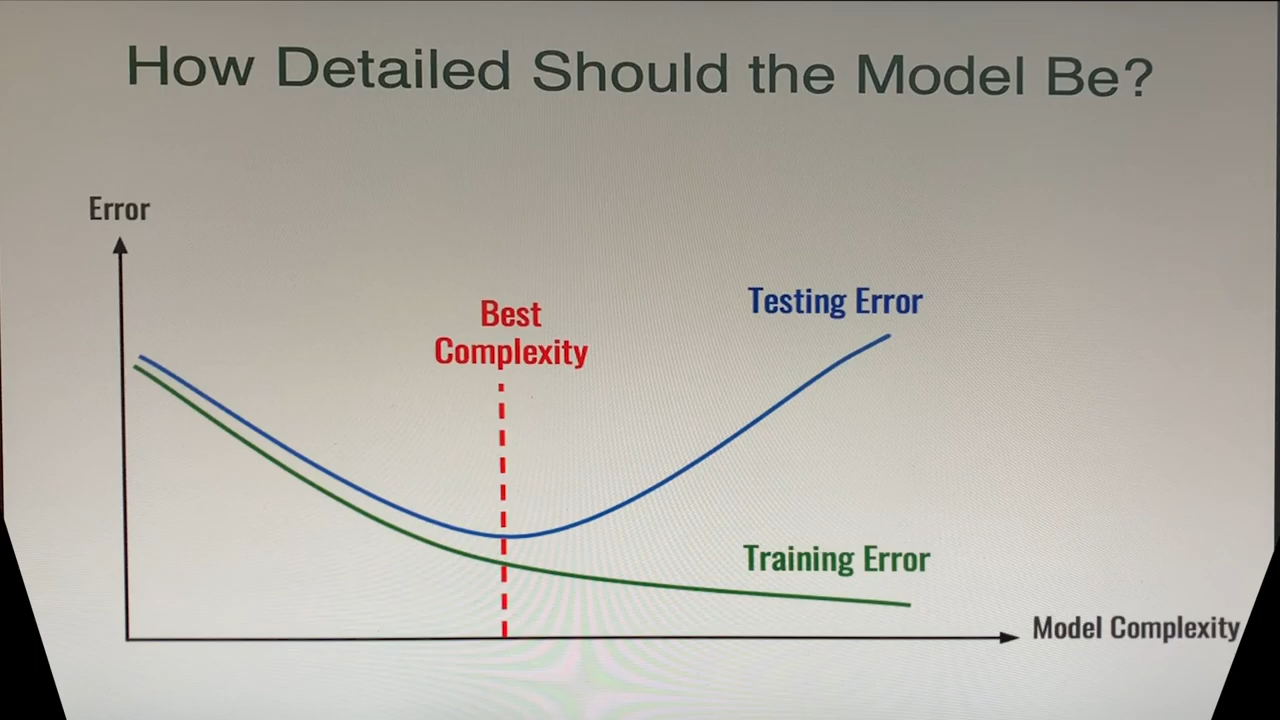 How Detailed Should the Model Be?
Error
Best
Complexity
Testing Error
Training Error
Model Complexity